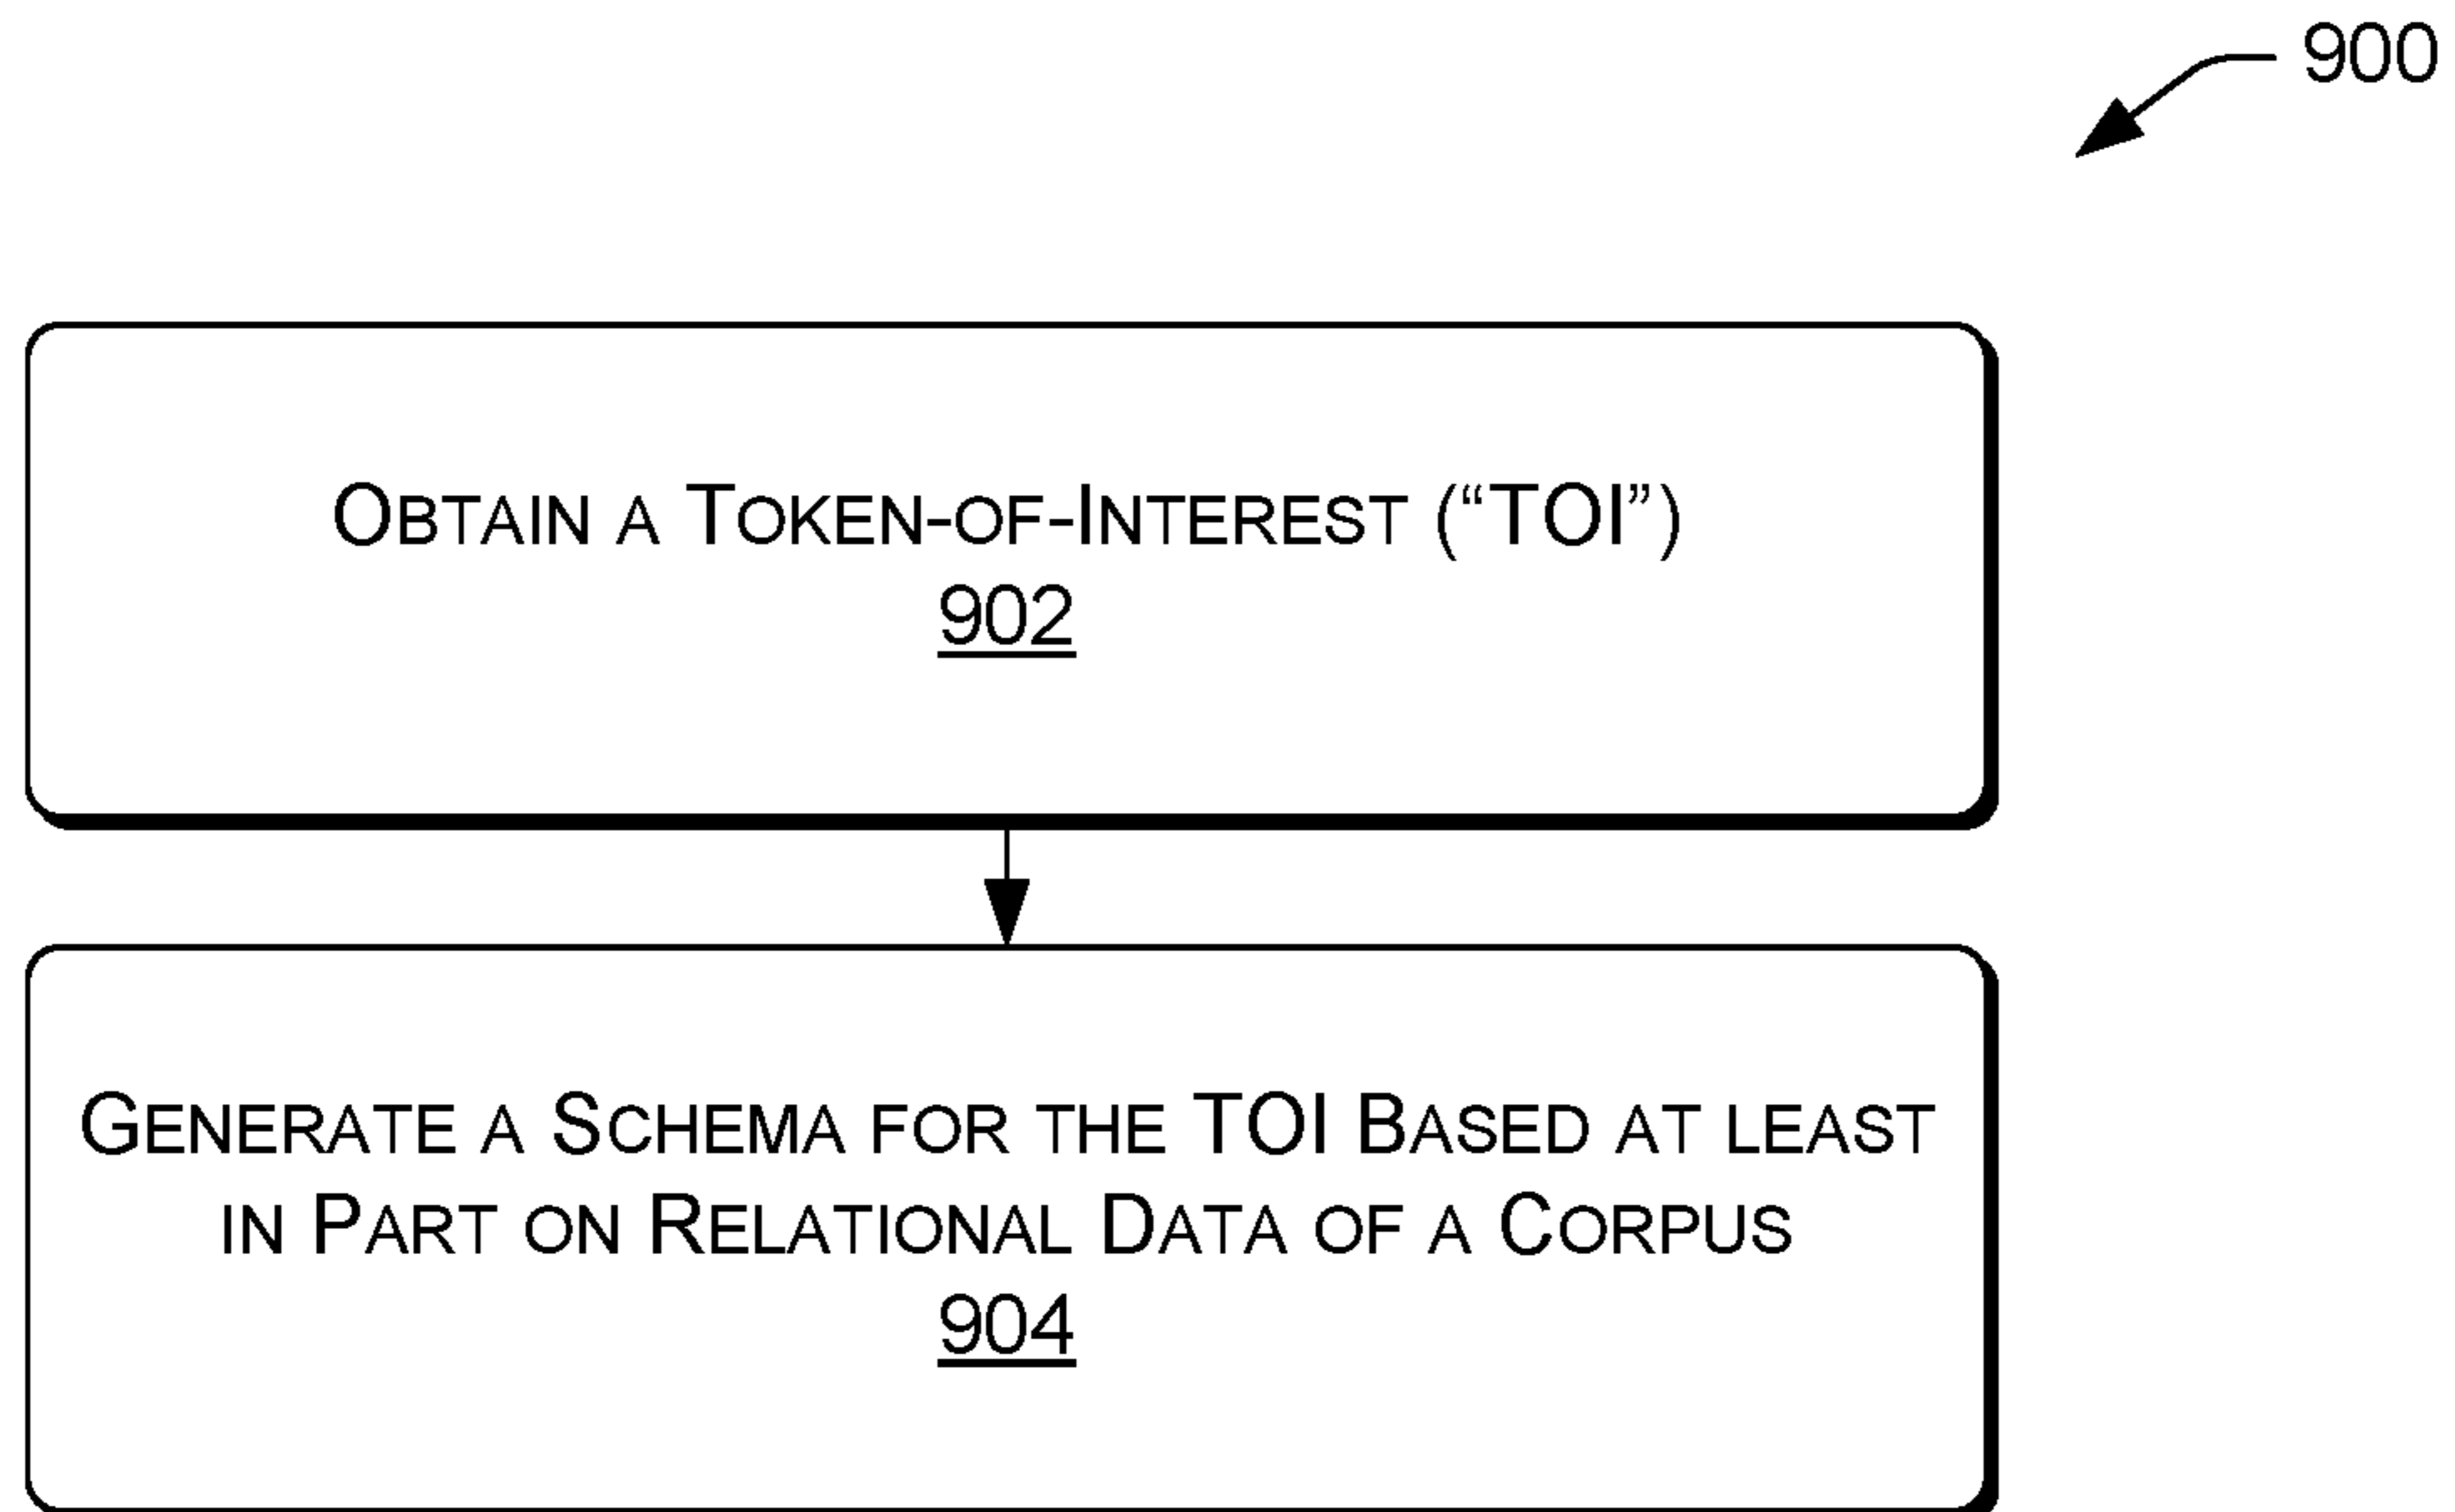 900
OBTAIN A TOKEN-OF-INTEREST (“TOI”)
902
GENERATE A SCHEMA FOR THE TOI BASED AT LEAST
IN PART ON RELATIONAL DATA OF A CORPUS
904